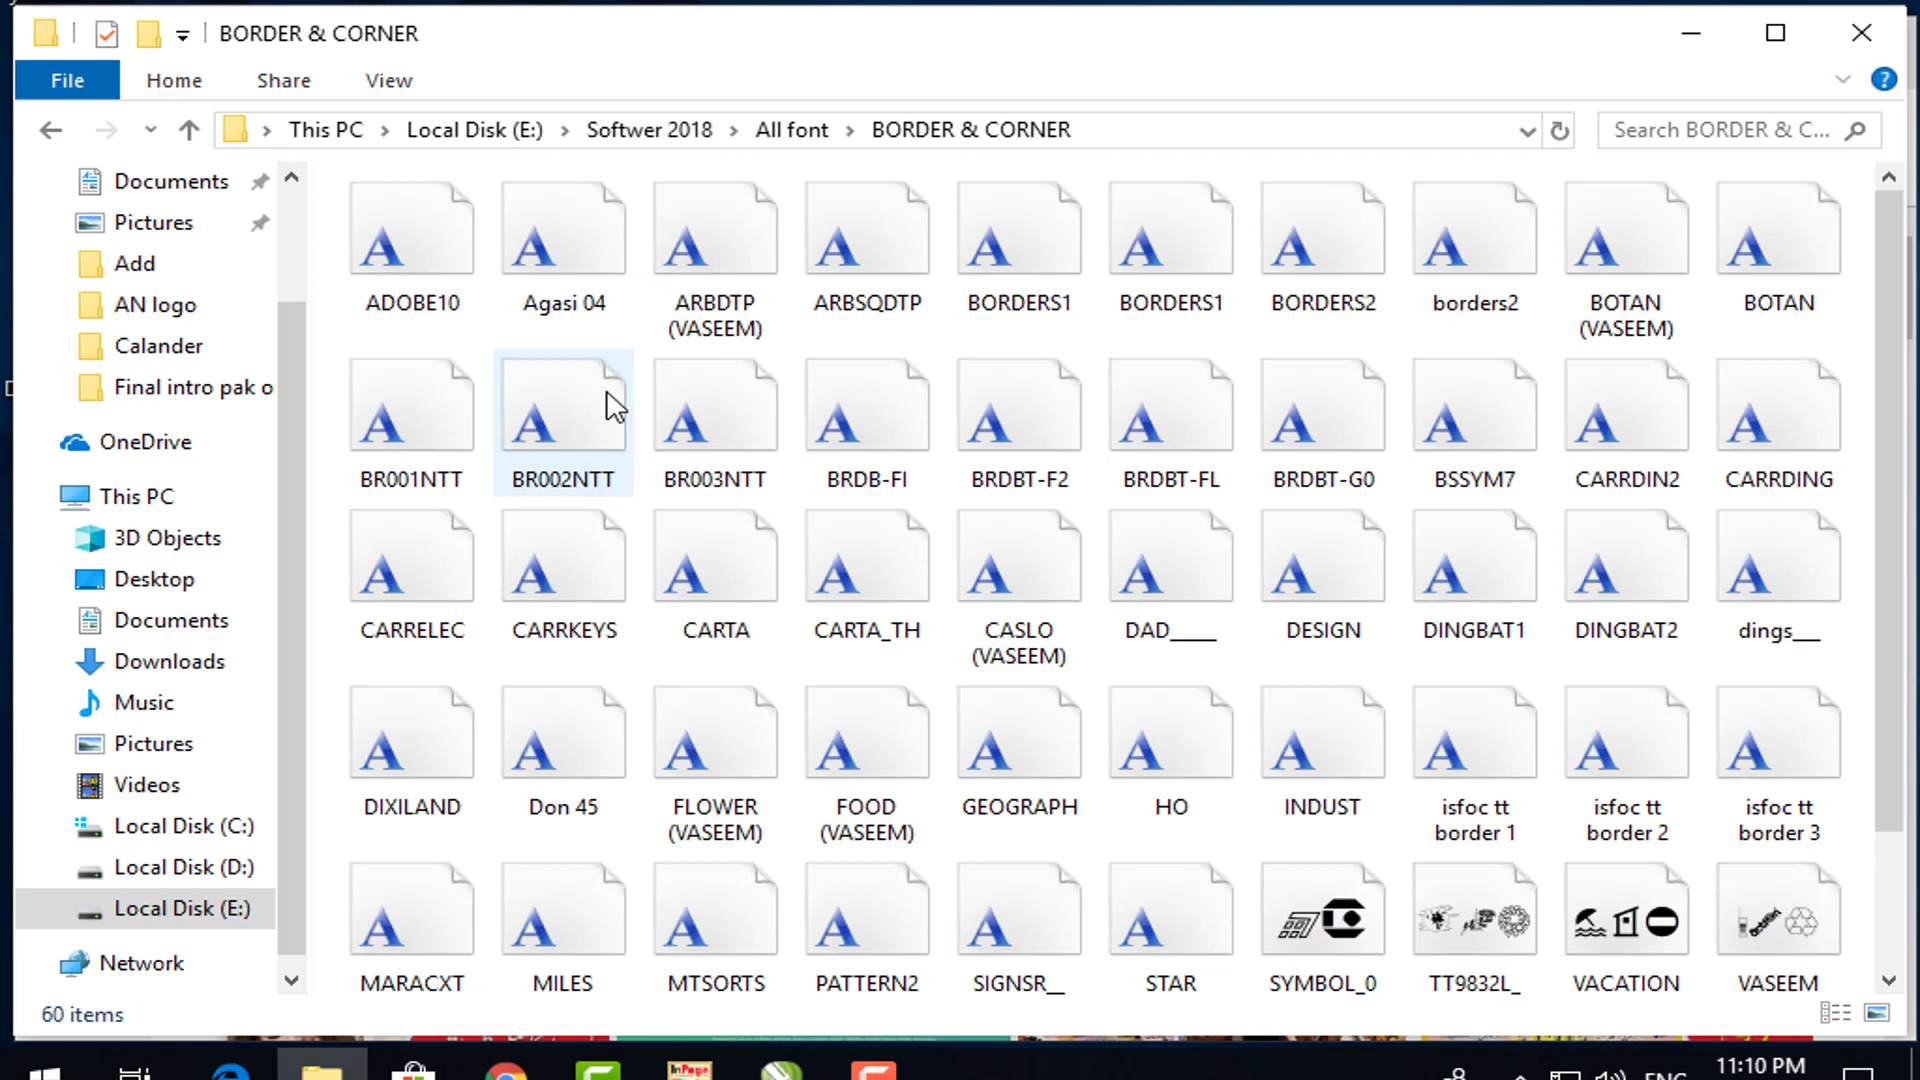 BORDER & CORNER
File Home Share View
This PC Local Disk (E:) Softwer 2018 All font BORDER & CORNER
Search BORDER & C...
Documents
Pictures
Add
AN logo
Calander
Final intro pak o
OneDrive
This PC
3D Objects
Desktop
Documents
Downloads
Music
Pictures
Videos
Local Disk (C:)
Local Disk (D:)
Local Disk (E:)
Network
ADOBE10 Agasi 04 ARBDTP (VASEEM) ARBSQDTP BORDERS1 BORDERS1 BORDERS2 borders2 BOTAN (VASEEM) BOTAN
BR001NTT BR002NTT BR003NTT BRDB-FI BRDBT-F2 BRDBT-FL BRDBT-G0 BSSYM7 CARRDIN2 CARRDING
CARRELEC CARRKEYS CARTA CARTA_TH CASLO (VASEEM) DAD_____ DESIGN DINGBAT1 DINGBAT2 dings___
DIXILAND Don 45 FLOWER (VASEEM) FOOD (VASEEM) GEOGRAPH HO INDUST isfoc tt border 1 isfoc tt border 2 isfoc tt border 3
MARACXT MILES MTSORTS PATTERN2 SIGNSR__ STAR SYMBOL_0 TT9832L_ VACATION VASEEM
60 items
InPage
ENG
11:10 PM